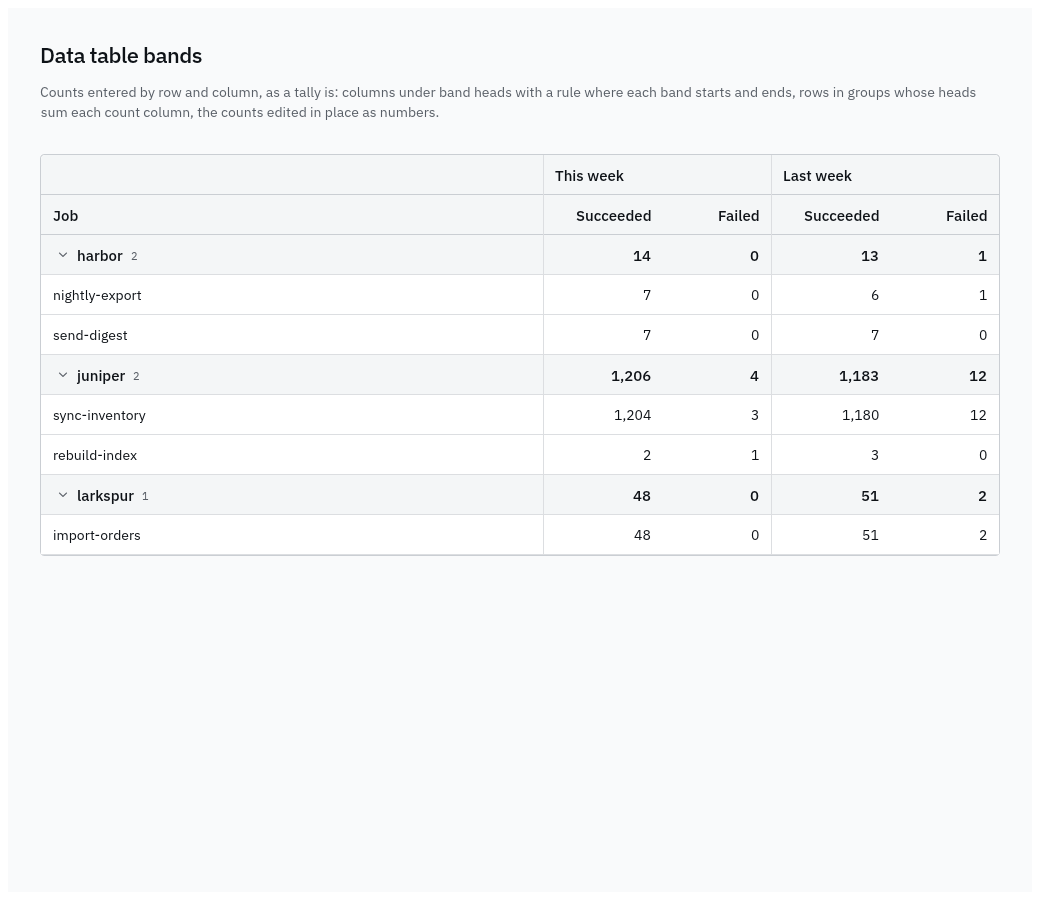 Data table bands
Counts entered by row and column, as a tally is: columns under band heads with a rule where each band starts and ends, rows in groups whose heads
sum each count column, the counts edited in place as numbers.
This week Last week
Job Succeeded Failed Succeeded Failed
harbor 2 14 0 13 1
nightly-export 7 0 6 1
send-digest 7 0 7 0
juniper 2 1,206 4 1,183 12
sync-inventory 1,204 3 1,180 12
rebuild-index 2 1 3 0
larkspur 1 48 0 51 2
import-orders 48 0 51 2